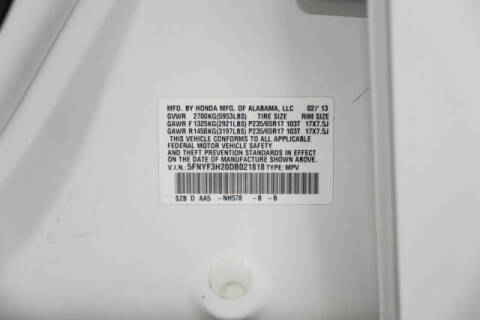 MFD. BY HONDA MFG. OF ALABAMA, LLC 02/'13
GVWR 2700KG(5953LBS) TIRE SIZE RIM SIZE
GAWR F 1325KG(2921LBS) P235/65R17 103T 17X7.5J
GAWR R 1450KG(3197LBS) P235/65R17 103T 17X7.5J
THIS VEHICLE CONFORMS TO ALL APPLICABLE
FEDERAL MOTOR VEHICLE SAFETY
AND THEFT PREVENTION STANDARDS IN EFFECT
ON THE DATE OF MANUFACTURE SHOWN ABOVE.
V.I.N.: 5FNYF3H20DB021818 TYPE: MPV
SZB D AA5 -NH578 -B -B